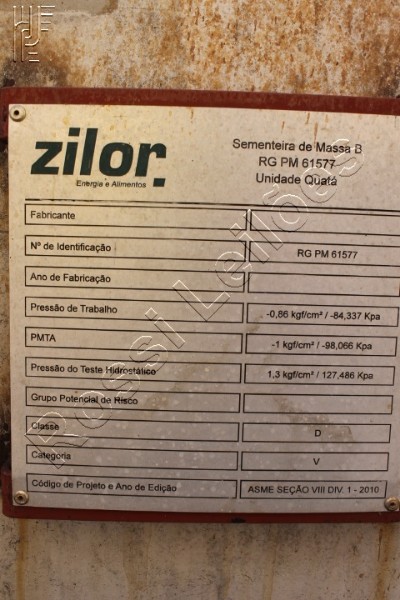 zilor
Energia e Alimentos
Sementeira de Massa B
RG PM 61577
Unidade Quatá
Fabricante
Nº de Identificação RG PM 61577
Ano de Fabricação
Pressão de Trabalho -0,86 kgf/cm² / -84,337 Kpa
PMTA -1 kgf/cm² / -98,066 Kpa
Pressão do Teste Hidrostático 1,3 kgf/cm² / 127,486 Kpa
Grupo Potencial de Risco
Classe D
Categoria V
Código de Projeto e Ano de Edição ASME SEÇÃO VIII DIV. 1 - 2010
Rossi Leilões